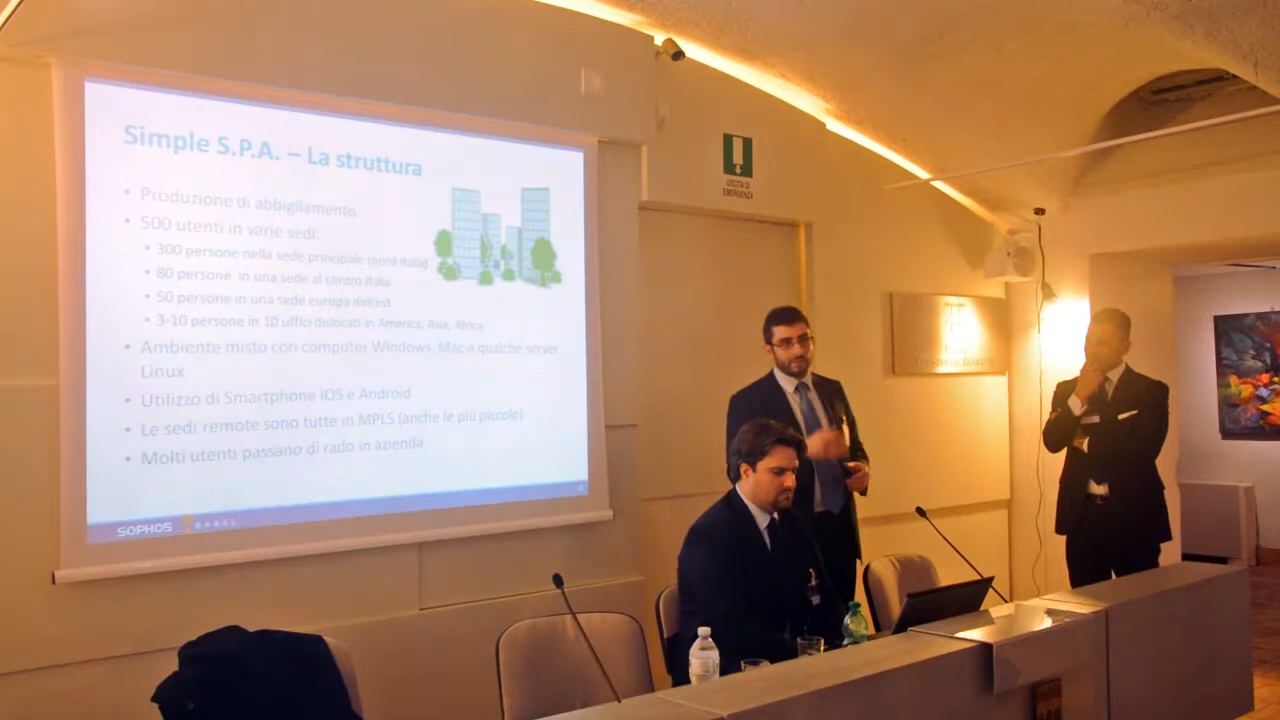 Simple S.P.A. – La struttura
• Produzione di abbigliamento
• 500 utenti in varie sedi:
• 300 persone nella sede principale (nord Italia)
• 80 persone in una sede al centro Italia
• 50 persone in una sede europa dell'est
• 3-10 persone in 10 uffici dislocati in America, Asia, Africa
• Ambiente misto con computer Windows, Mac e qualche server
Linux
• Utilizzo di Smartphone iOS e Android
• Le sedi remote sono tutte in MPLS (anche le più piccole)
• Molti utenti passano di rado in azienda
SOPHOS BABEL
USCITA DI
EMERGENZA